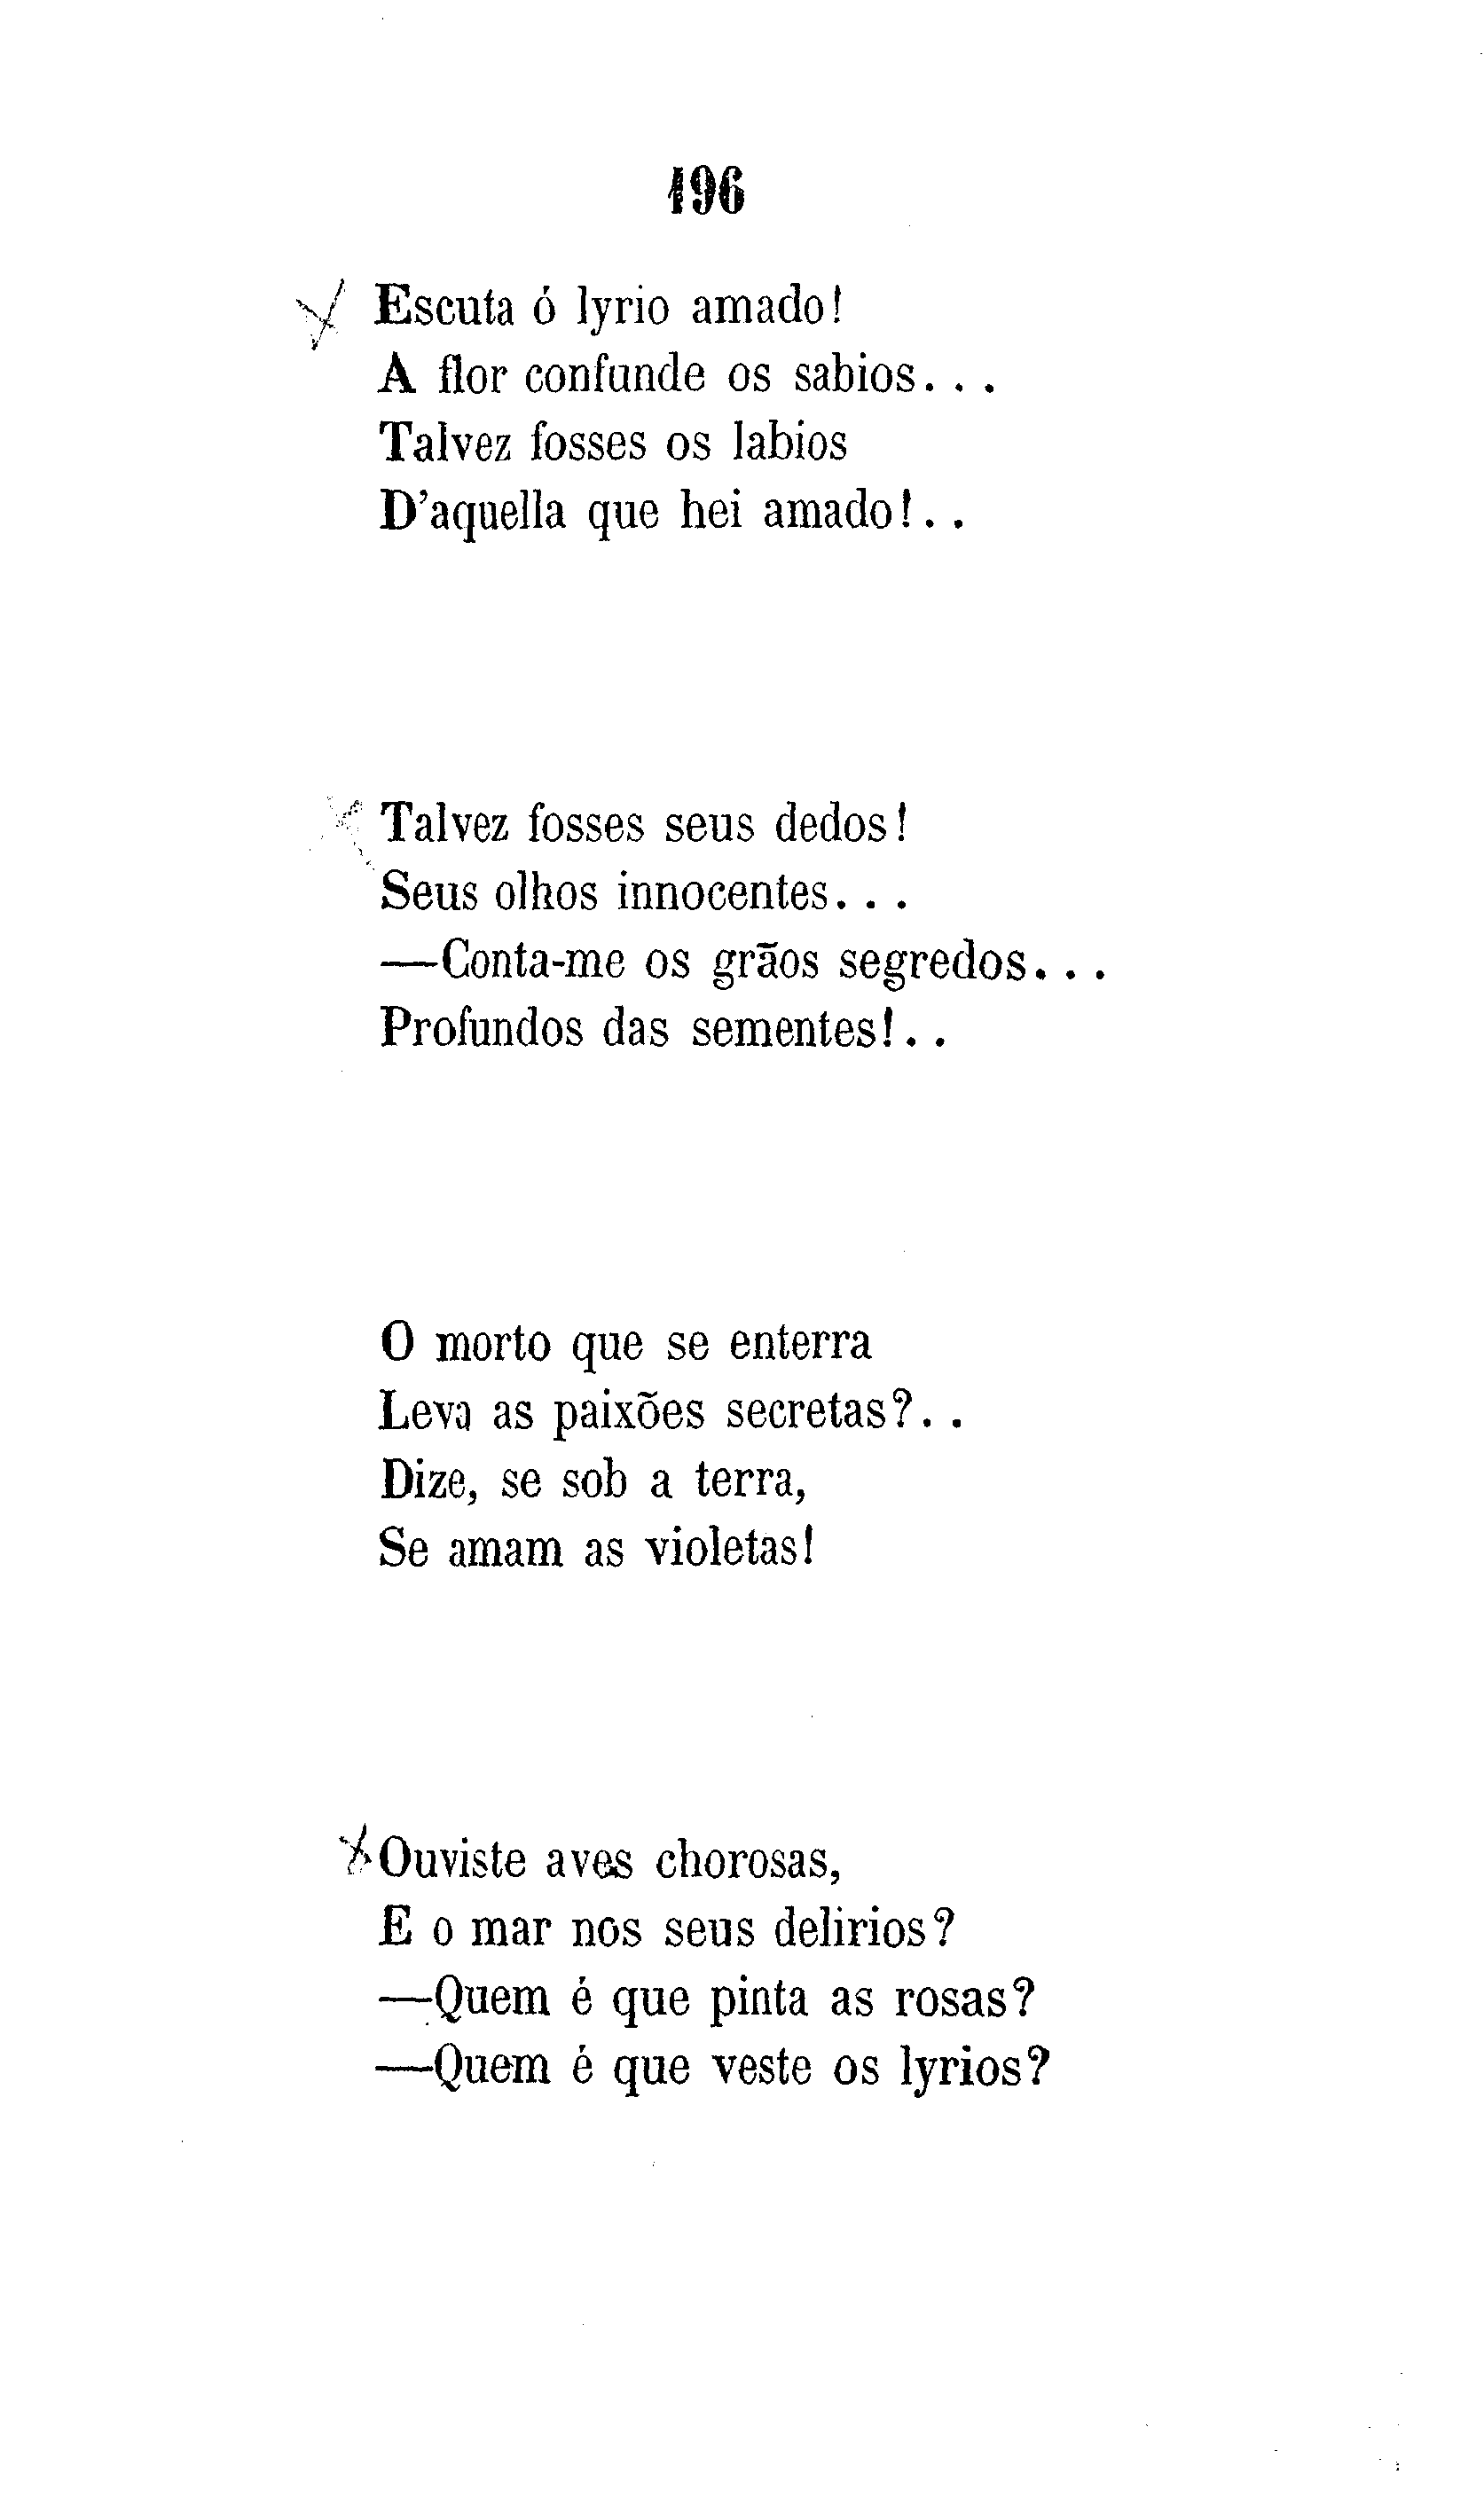 196
Escuta ó lyrio amado!
A flor confunde os sabios. . .
Talvez fosses os labios
D'aquella que hei amado!. .
Talvez fosses seus dedos!
Seus olhos innocentes. . .
—Conta-me os grãos segredos. . .
Profundos das sementes!. .
O morto que se enterra
Leva as paixões secretas?. .
Dize, se sob a terra,
Se amam as violetas!
Ouviste aves chorosas,
E o mar nos seus delirios?
—Quem é que pinta as rosas?
—Quem é que veste os lyrios?